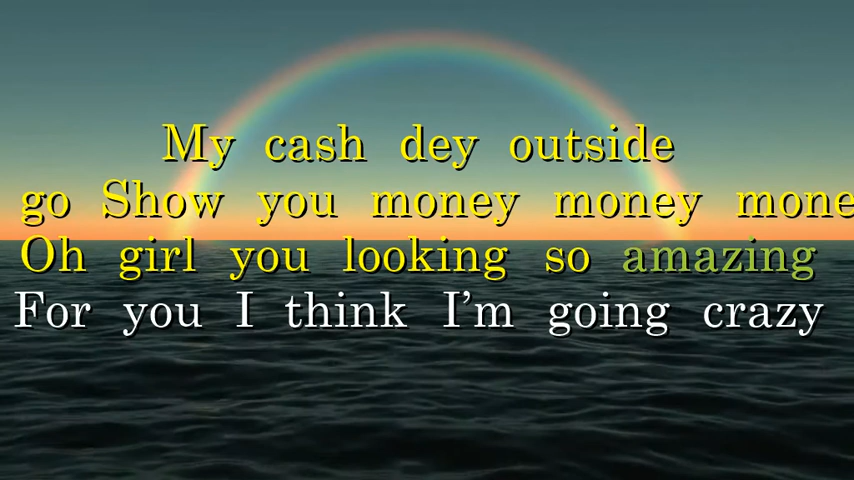 My cash dey outside
go Show you money money mone
Oh girl you looking so amazing
For you I think I'm going crazy